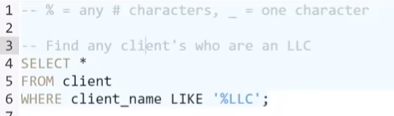 1 -- % = any # characters, _ = one character
2
3 -- Find any client's who are an LLC
4 SELECT *
5 FROM client
6 WHERE client_name LIKE '%LLC';
7